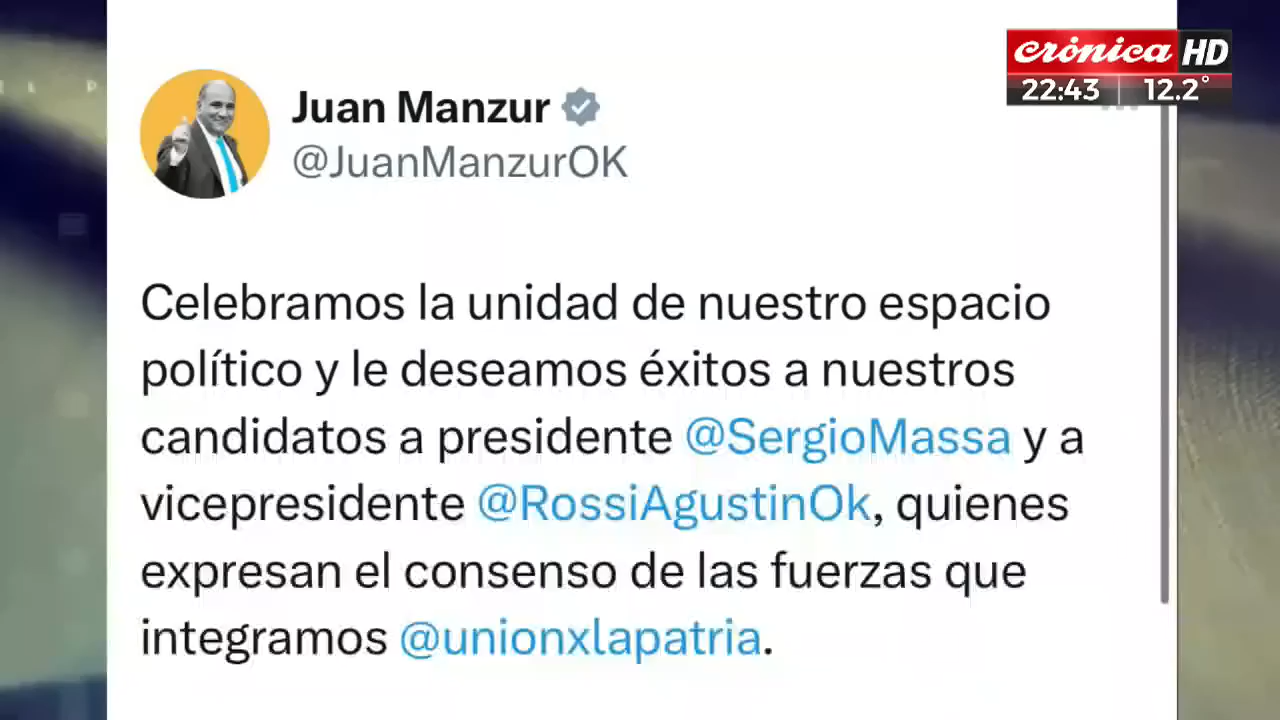 crónica HD
22:43 12.2°
Juan Manzur
@JuanManzurOK
Celebramos la unidad de nuestro espacio
político y le deseamos éxitos a nuestros
candidatos a presidente @SergioMassa y a
vicepresidente @RossiAgustinOk, quienes
expresan el consenso de las fuerzas que
integramos @unionxlapatria.